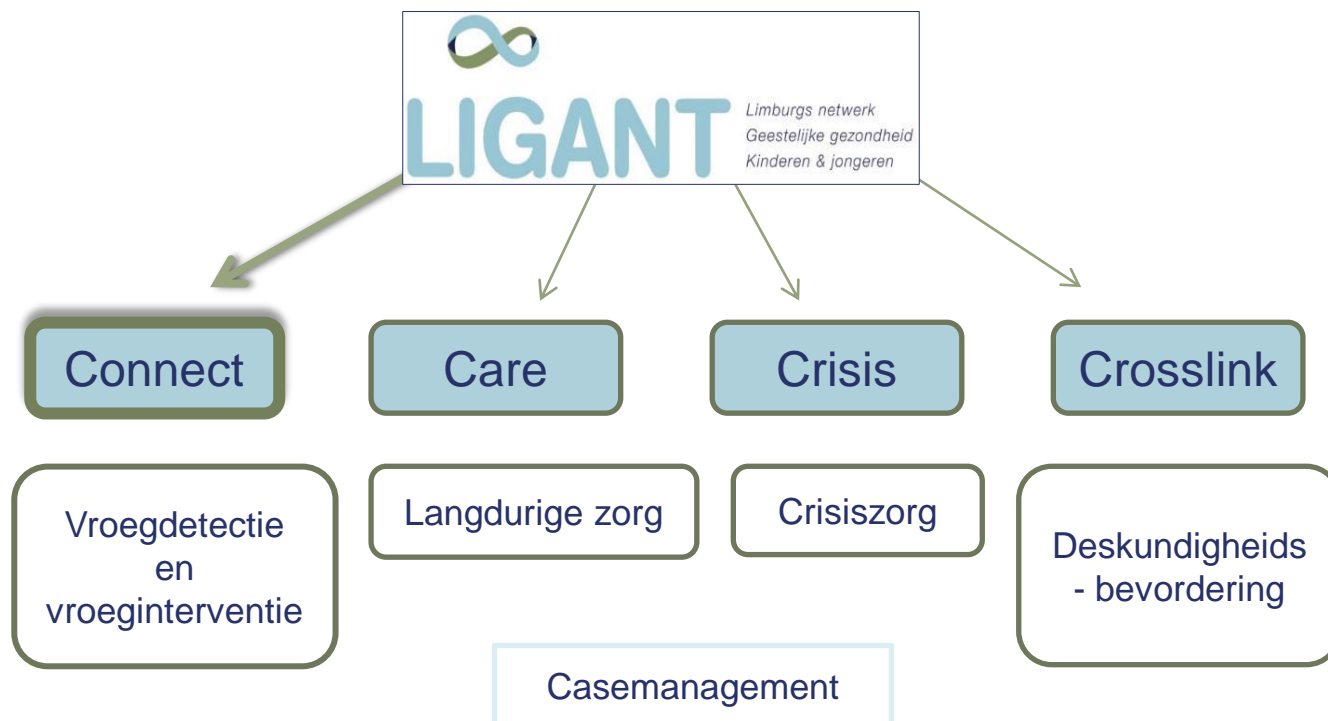 LIGANT
Limburgs netwerk
Geestelijke gezondheid
Kinderen & jongeren
Connect
Care
Crisis
Crosslink
Vroegdetectie
en
vroeginterventie
Langdurige zorg
Crisiszorg
Deskundigheids
- bevordering
Casemanagement